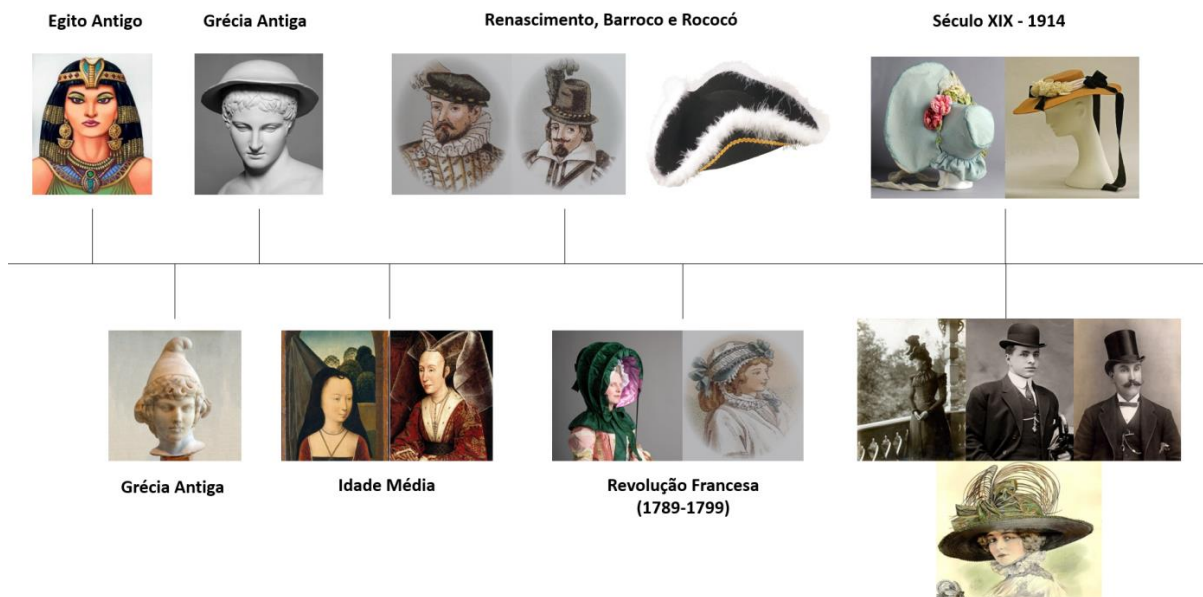 Egito Antigo
Grécia Antiga
Renascimento, Barroco e Rococó
Século XIX - 1914
Grécia Antiga
Idade Média
Revolução Francesa
(1789-1799)